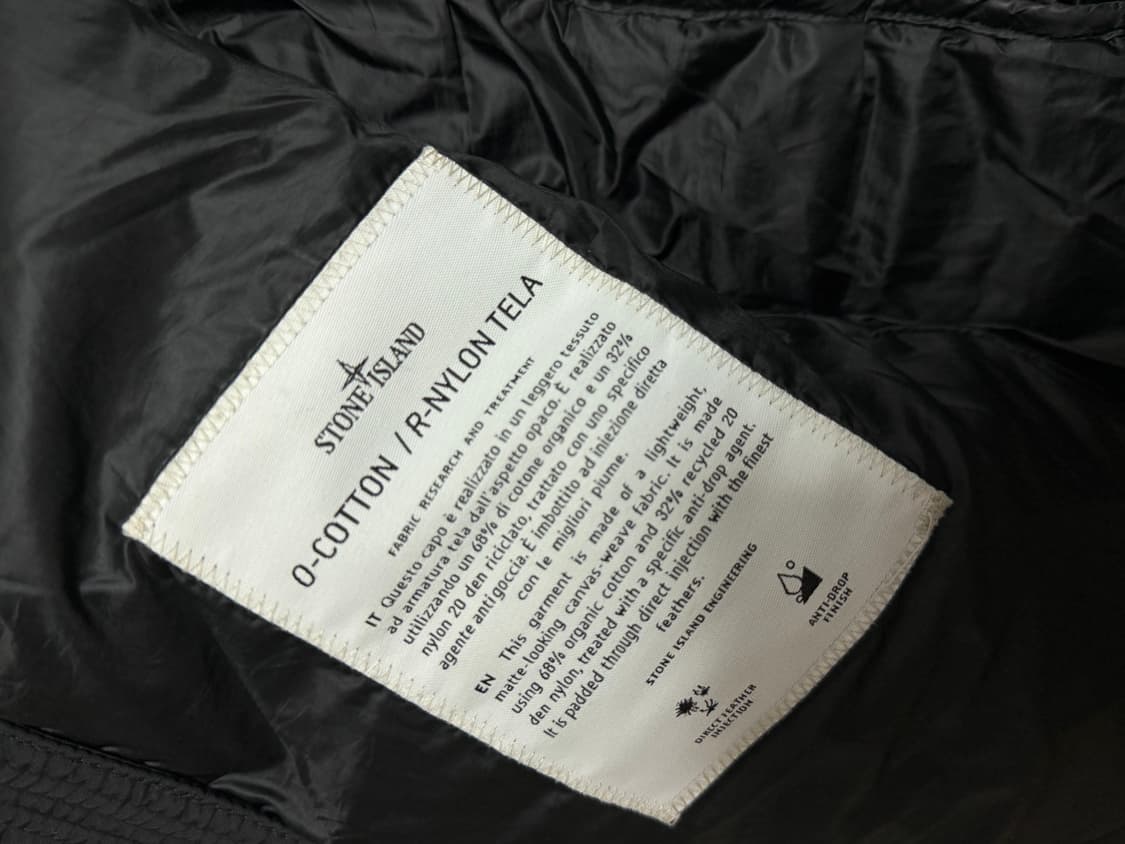 STONE ISLAND
O-COTTON / R-NYLON TELA
FABRIC RESEARCH AND TREATMENT
IT Questo capo è realizzato in un leggero tessuto
ad armatura tela dall'aspetto opaco. È realizzato
utilizzando un 68% di cotone organico e un 32%
nylon 20 den riciclato, trattato con uno specifico
agente anti goccia. È imbottito ad iniezione diretta
con le migliori piume.
EN This garment is made of a lightweight,
matte-looking canvas-weave fabric. It is made
using 68% organic cotton and 32% recycled 20
den nylon, treated with a specific anti-drop agent.
It is padded through direct injection with the finest
feathers.
STONE ISLAND ENGINEERING
DIRECT FEATHER
INJECTION
ANTI-DROP
FINISH